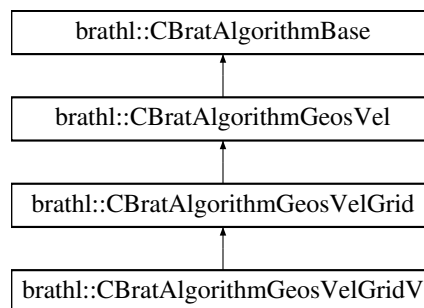 brathl::CBratAlgorithmBase
brathl::CBratAlgorithmGeosVel
brathl::CBratAlgorithmGeosVelGrid
brathl::CBratAlgorithmGeosVelGridV